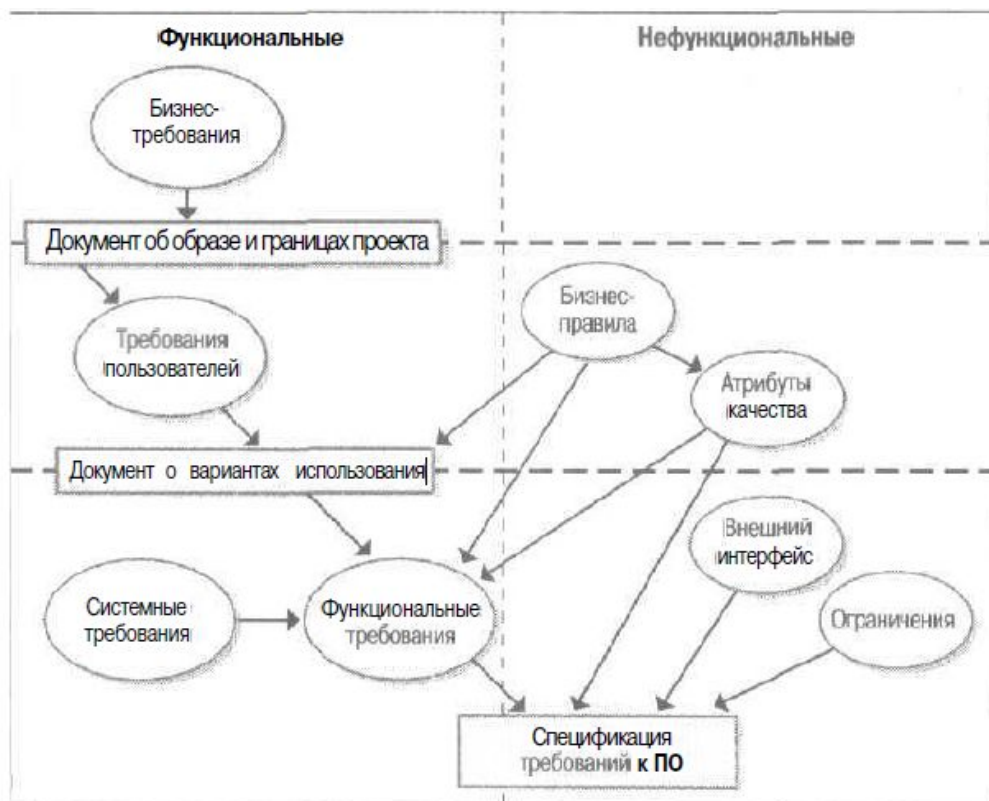 Функциональные
Нефункциональные
Бизнес-
требования
Документ об образе и границах проекта
Бизнес-
правила
Требования
пользователей
Атрибуты
качества
Документ о вариантах использования
Внешний
интерфейс
Системные
требования
Функциональные
требования
Ограничения
Спецификация
требований к ПО